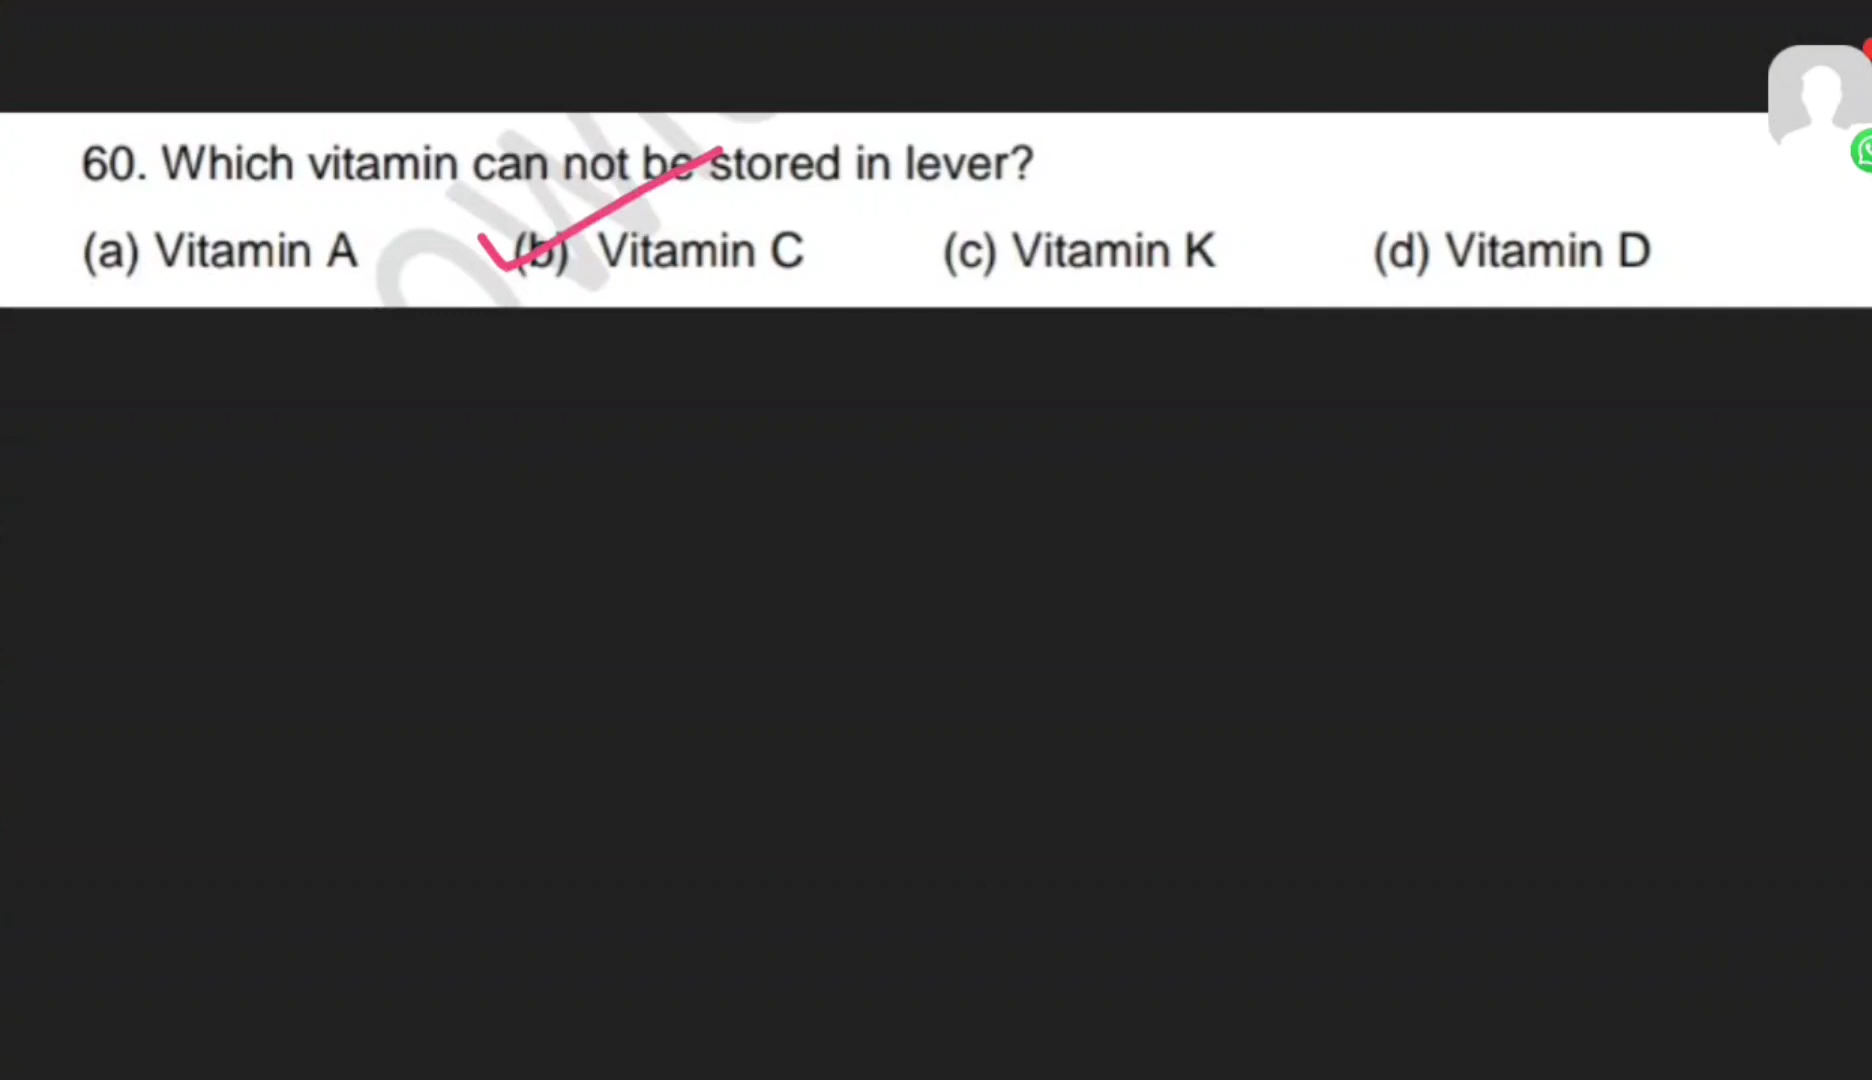 60. Which vitamin can not be stored in lever?
(a) Vitamin A (b) Vitamin C (c) Vitamin K (d) Vitamin D